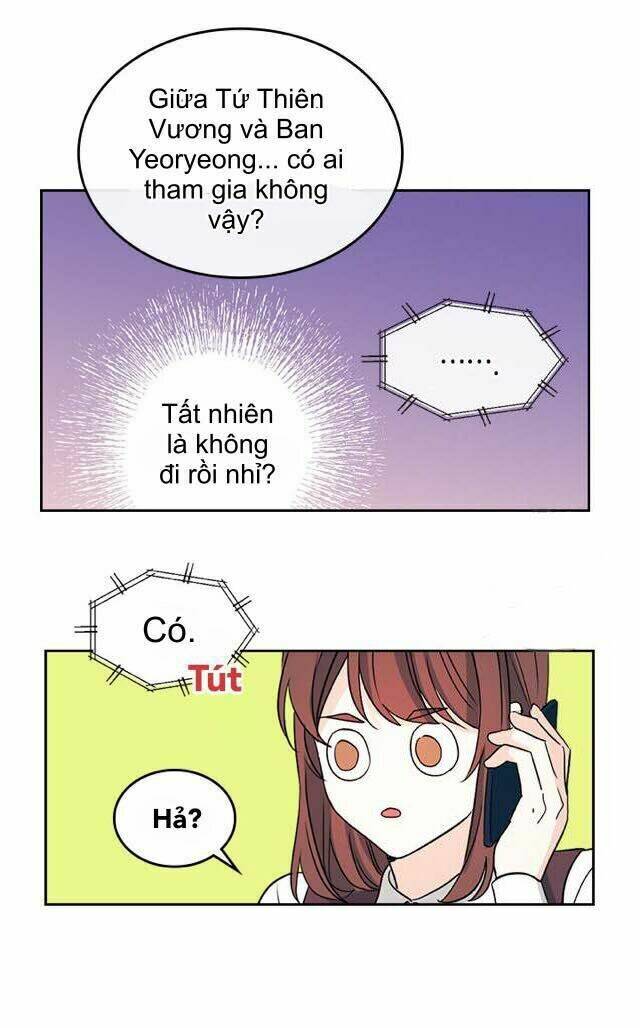 Giữa Tứ Thiên
Vương và Ban
Yeoryeong... có ai
tham gia không
vậy?
.......
Tất nhiên
là không
đi rồi nhỉ?
Có.
Tút
Hả?